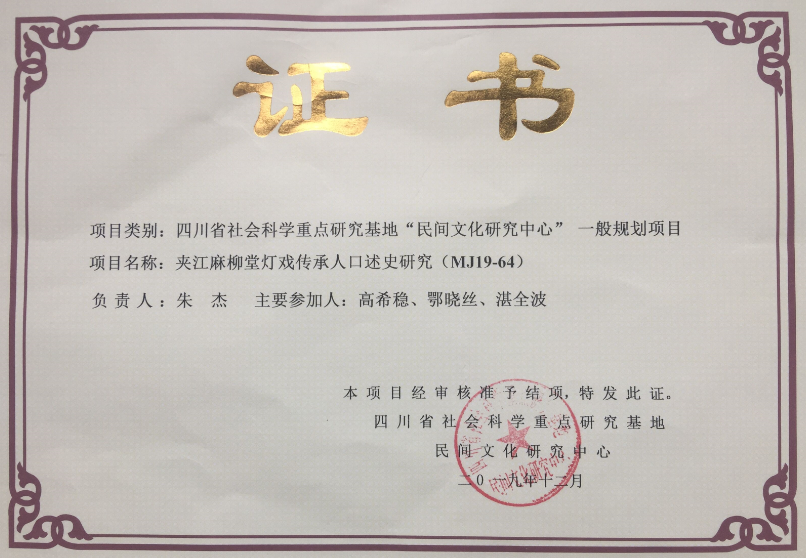 证书
项目类别：四川省社会科学重点研究基地“民间文化研究中心” 一般规划项目
项目名称：夹江麻柳堂灯戏传承人口述史研究（MJ19-64）
负责人：朱 杰 主要参加人：高希稳、鄂晓丝、湛全波
本项目经审核准予结项，特发此证。
四川省社会科学重点研究基地
民间文化研究中心
二0一九年十二月